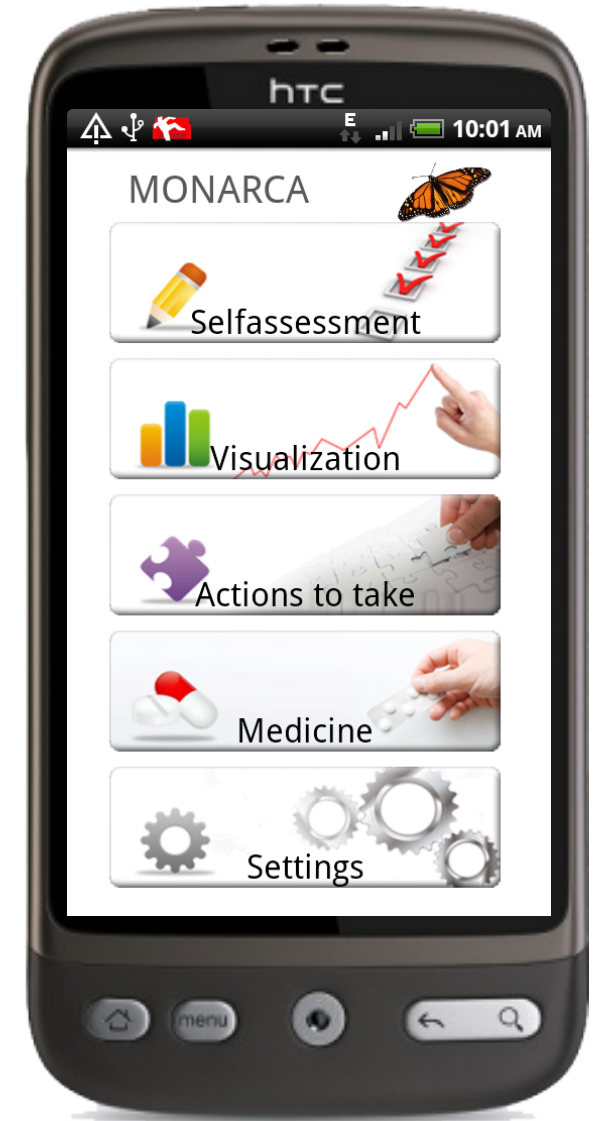 hTC
E
10:01 AM
MONARCA
Selfassessment
Visualization
Actions to take
Medicine
Settings
menu